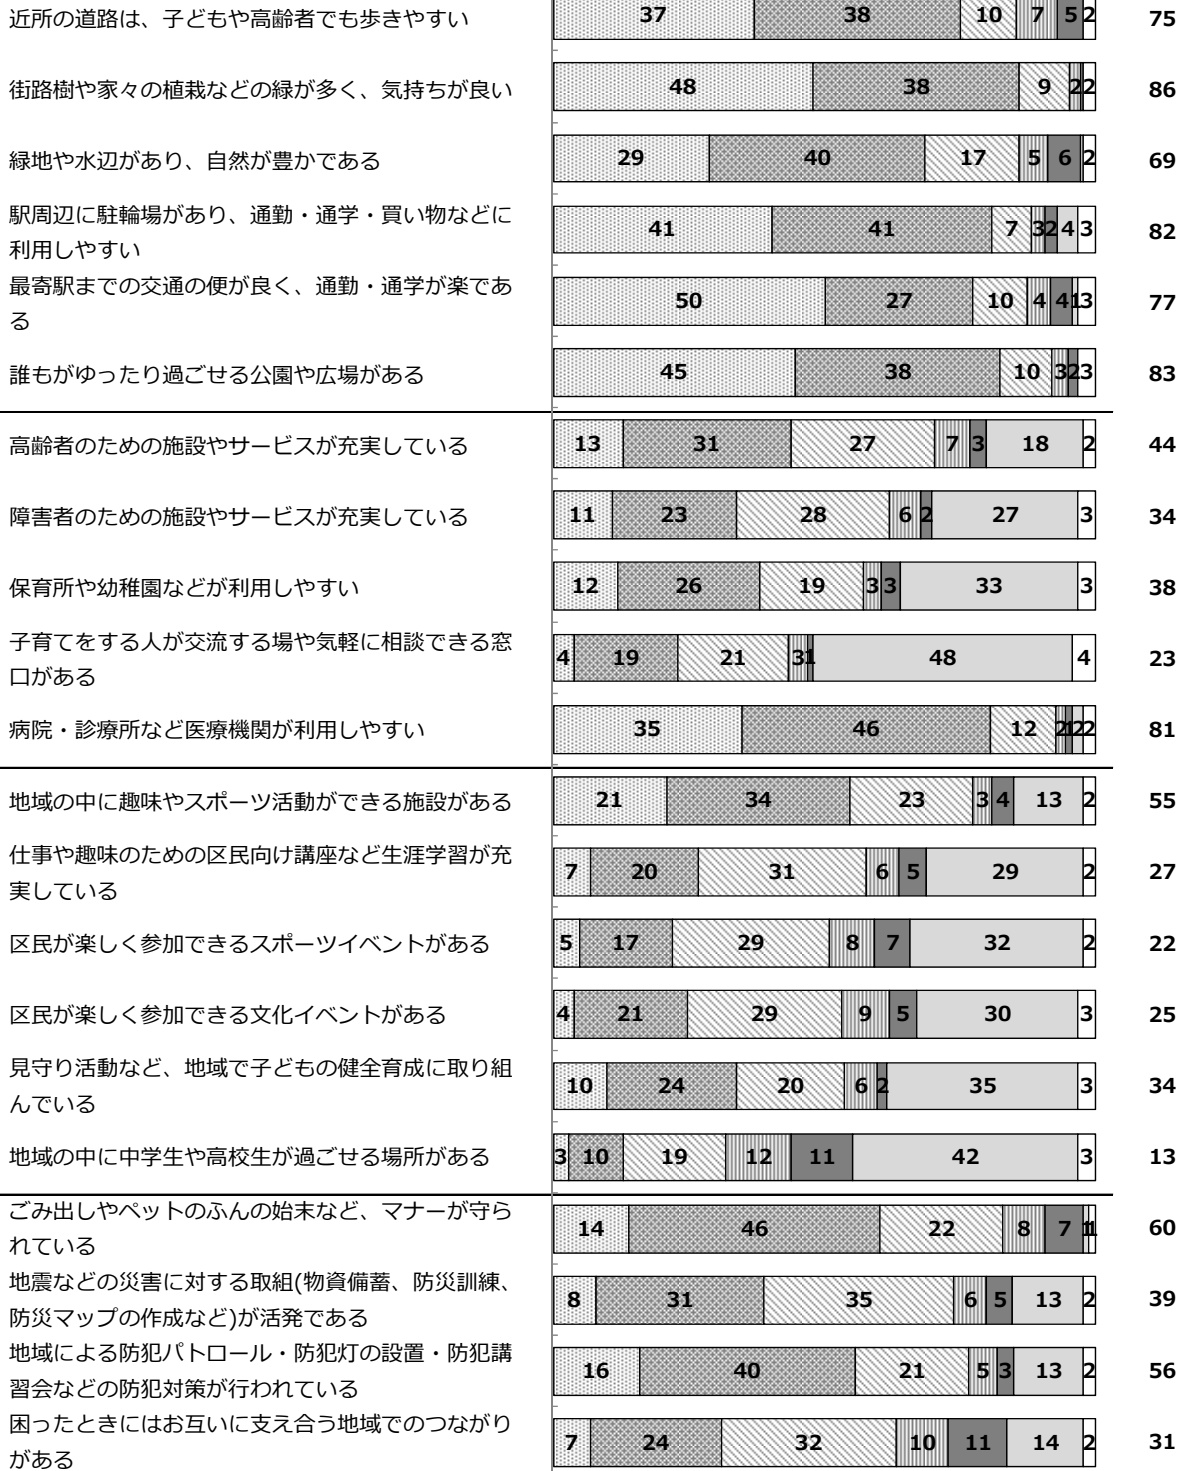 近所の道路は、子どもや高齢者でも歩きやすい 37 38 10 7 5 2 75
街路樹や家々の植栽などの緑が多く、気持ちが良い 48 38 9 2 2 86
緑地や水辺があり、自然が豊かである 29 40 17 5 6 2 69
駅周辺に駐輪場があり、通勤・通学・買い物などに
利用しやすい 41 41 7 3 2 4 3 82
最寄駅までの交通の便が良く、通勤・通学が楽であ
る 50 27 10 4 4 1 3 77
誰もがゆったり過ごせる公園や広場がある 45 38 10 3 2 3 83
高齢者のための施設やサービスが充実している 13 31 27 7 3 18 2 44
障害者のための施設やサービスが充実している 11 23 28 6 2 27 3 34
保育所や幼稚園などが利用しやすい 12 26 19 3 3 33 3 38
子育てをする人が交流する場や気軽に相談できる窓
口がある 4 19 21 3 1 48 4 23
病院・診療所など医療機関が利用しやすい 35 46 12 2 1 2 2 81
地域の中に趣味やスポーツ活動ができる施設がある 21 34 23 3 4 13 2 55
仕事や趣味のための区民向け講座など生涯学習が充
実している 7 20 31 6 5 29 2 27
区民が楽しく参加できるスポーツイベントがある 5 17 29 8 7 32 2 22
区民が楽しく参加できる文化イベントがある 4 21 29 9 5 30 3 25
見守り活動など、地域で子どもの健全育成に取り組
んでいる 10 24 20 6 2 35 3 34
地域の中に中学生や高校生が過ごせる場所がある 3 10 19 12 11 42 3 13
ごみ出しやペットのふんの始末など、マナーが守ら
れている 14 46 22 8 7 1 1 60
地震などの災害に対する取組(物資備蓄、防災訓練、
防災マップの作成など)が活発である 8 31 35 6 5 13 2 39
地域による防犯パトロール・防犯灯の設置・防犯講
習会などの防犯対策が行われている 16 40 21 5 3 13 2 56
困ったときにはお互いに支え合う地域でのつながり
がある 7 24 32 10 11 14 2 31